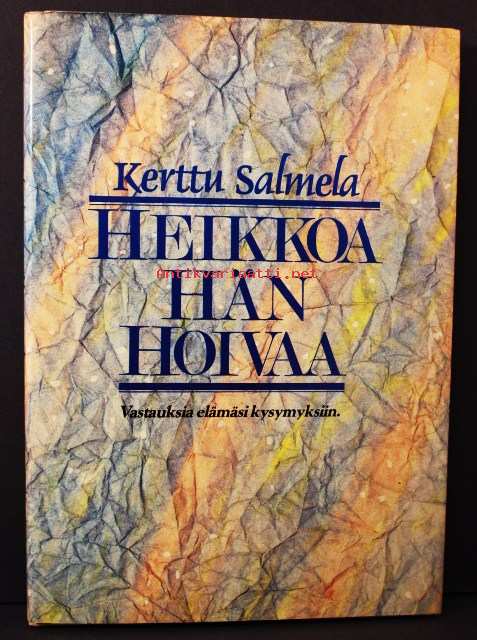 Kerttu Salmela
HEIKKOA
Antikvariaatti.net
HÄN
HOIVAA
Vastauksia elämäsi kysymyksiin.